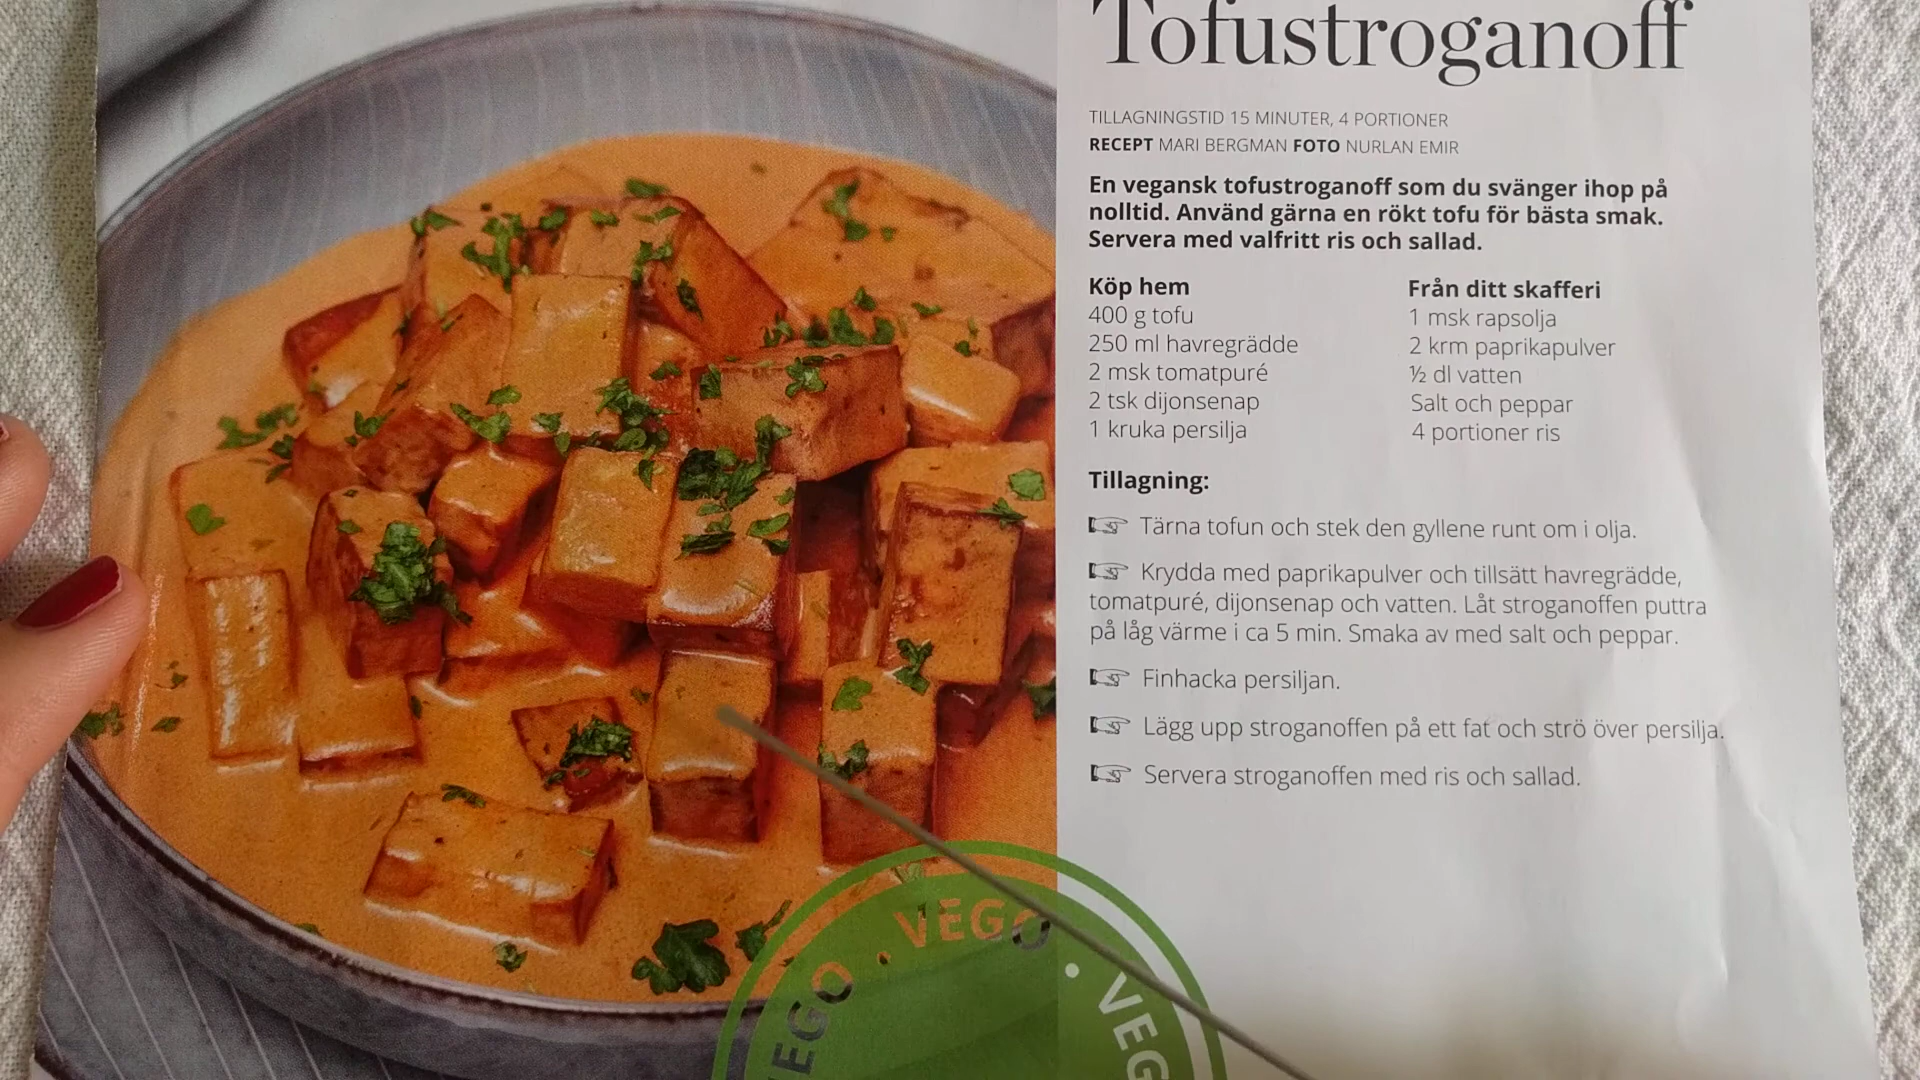 Tofustroganoff
TILLAGNINGSTID 15 MINUTER, 4 PORTIONER
RECEPT MARI BERGMAN FOTO NURLAN EMIR
En vegansk tofustroganoff som du svänger ihop på
nolltid. Använd gärna en rökt tofu för bästa smak.
Servera med valfritt ris och sallad.
Köp hem
400 g tofu
250 ml havregrädde
2 msk tomatpuré
2 tsk dijonsenap
1 kruka persilja
Från ditt skafferi
1 msk rapsolja
2 krm paprikapulver
½ dl vatten
Salt och peppar
4 portioner ris
Tillagning:
Tärna tofun och stek den gyllene runt om i olja.
Krydda med paprikapulver och tillsätt havregrädde,
tomatpuré, dijonsenap och vatten. Låt stroganoffen puttra
på låg värme i ca 5 min. Smaka av med salt och peppar.
Finhacka persiljan.
Lägg upp stroganoffen på ett fat och strö över persilja.
Servera stroganoffen med ris och sallad.
VEGO · VEGO · VEG